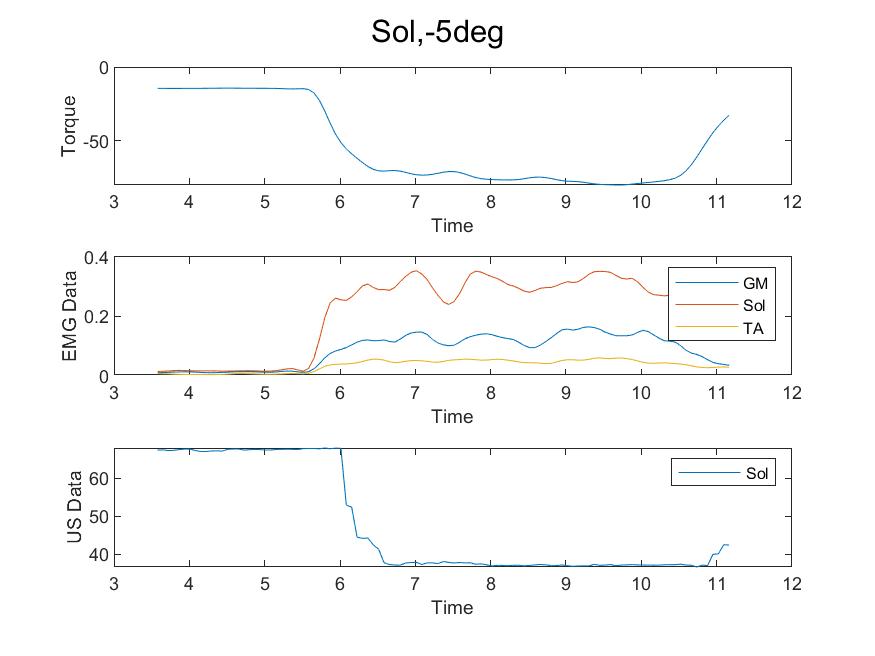 Sol,-5deg
0
-50
Torque
3 4 5 6 7 8 9 10 11 12
Time
0.4
0.2
0
EMG Data
GM
Sol
TA
3 4 5 6 7 8 9 10 11 12
Time
60
50
40
US Data
Sol
3 4 5 6 7 8 9 10 11 12
Time